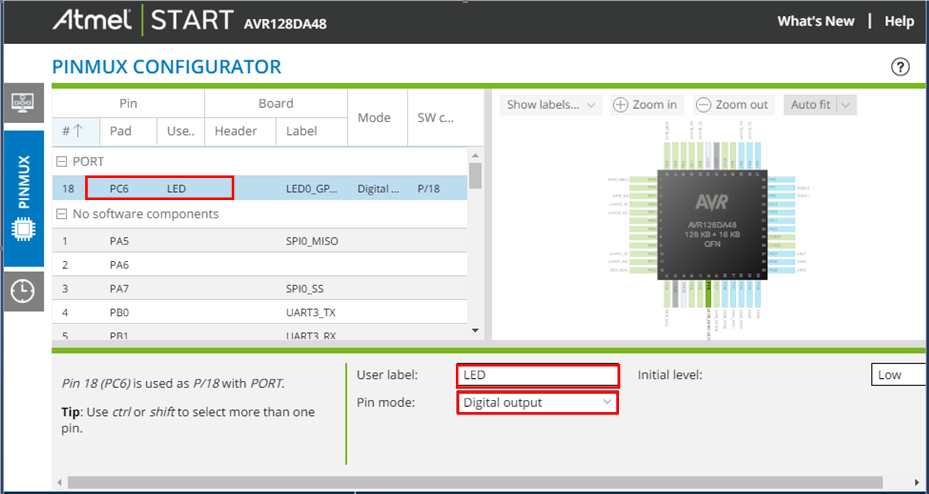 Atmel | START AVR128DA48
What's New | Help
PINMUX CONFIGURATOR
?
PINMUX
Pin Board Mode SW c...
# Pad Use.. Header Label
PORT
18 PC6 LED LED0_GP... Digital ... P/18
No software components
1 PA5 SPI0_MISO
2 PA6
3 PA7 SPI0_SS
4 PB0 UART3_TX
5 PB1 UART3_RX
Show labels... Zoom in Zoom out Auto fit
AVR
AVR128DA48
128 KB + 16 KB
QFN
Pin 18 (PC6) is used as P/18 with PORT.
Tip: Use ctrl or shift to select more than one
pin.
User label: LED Initial level: Low
Pin mode: Digital output